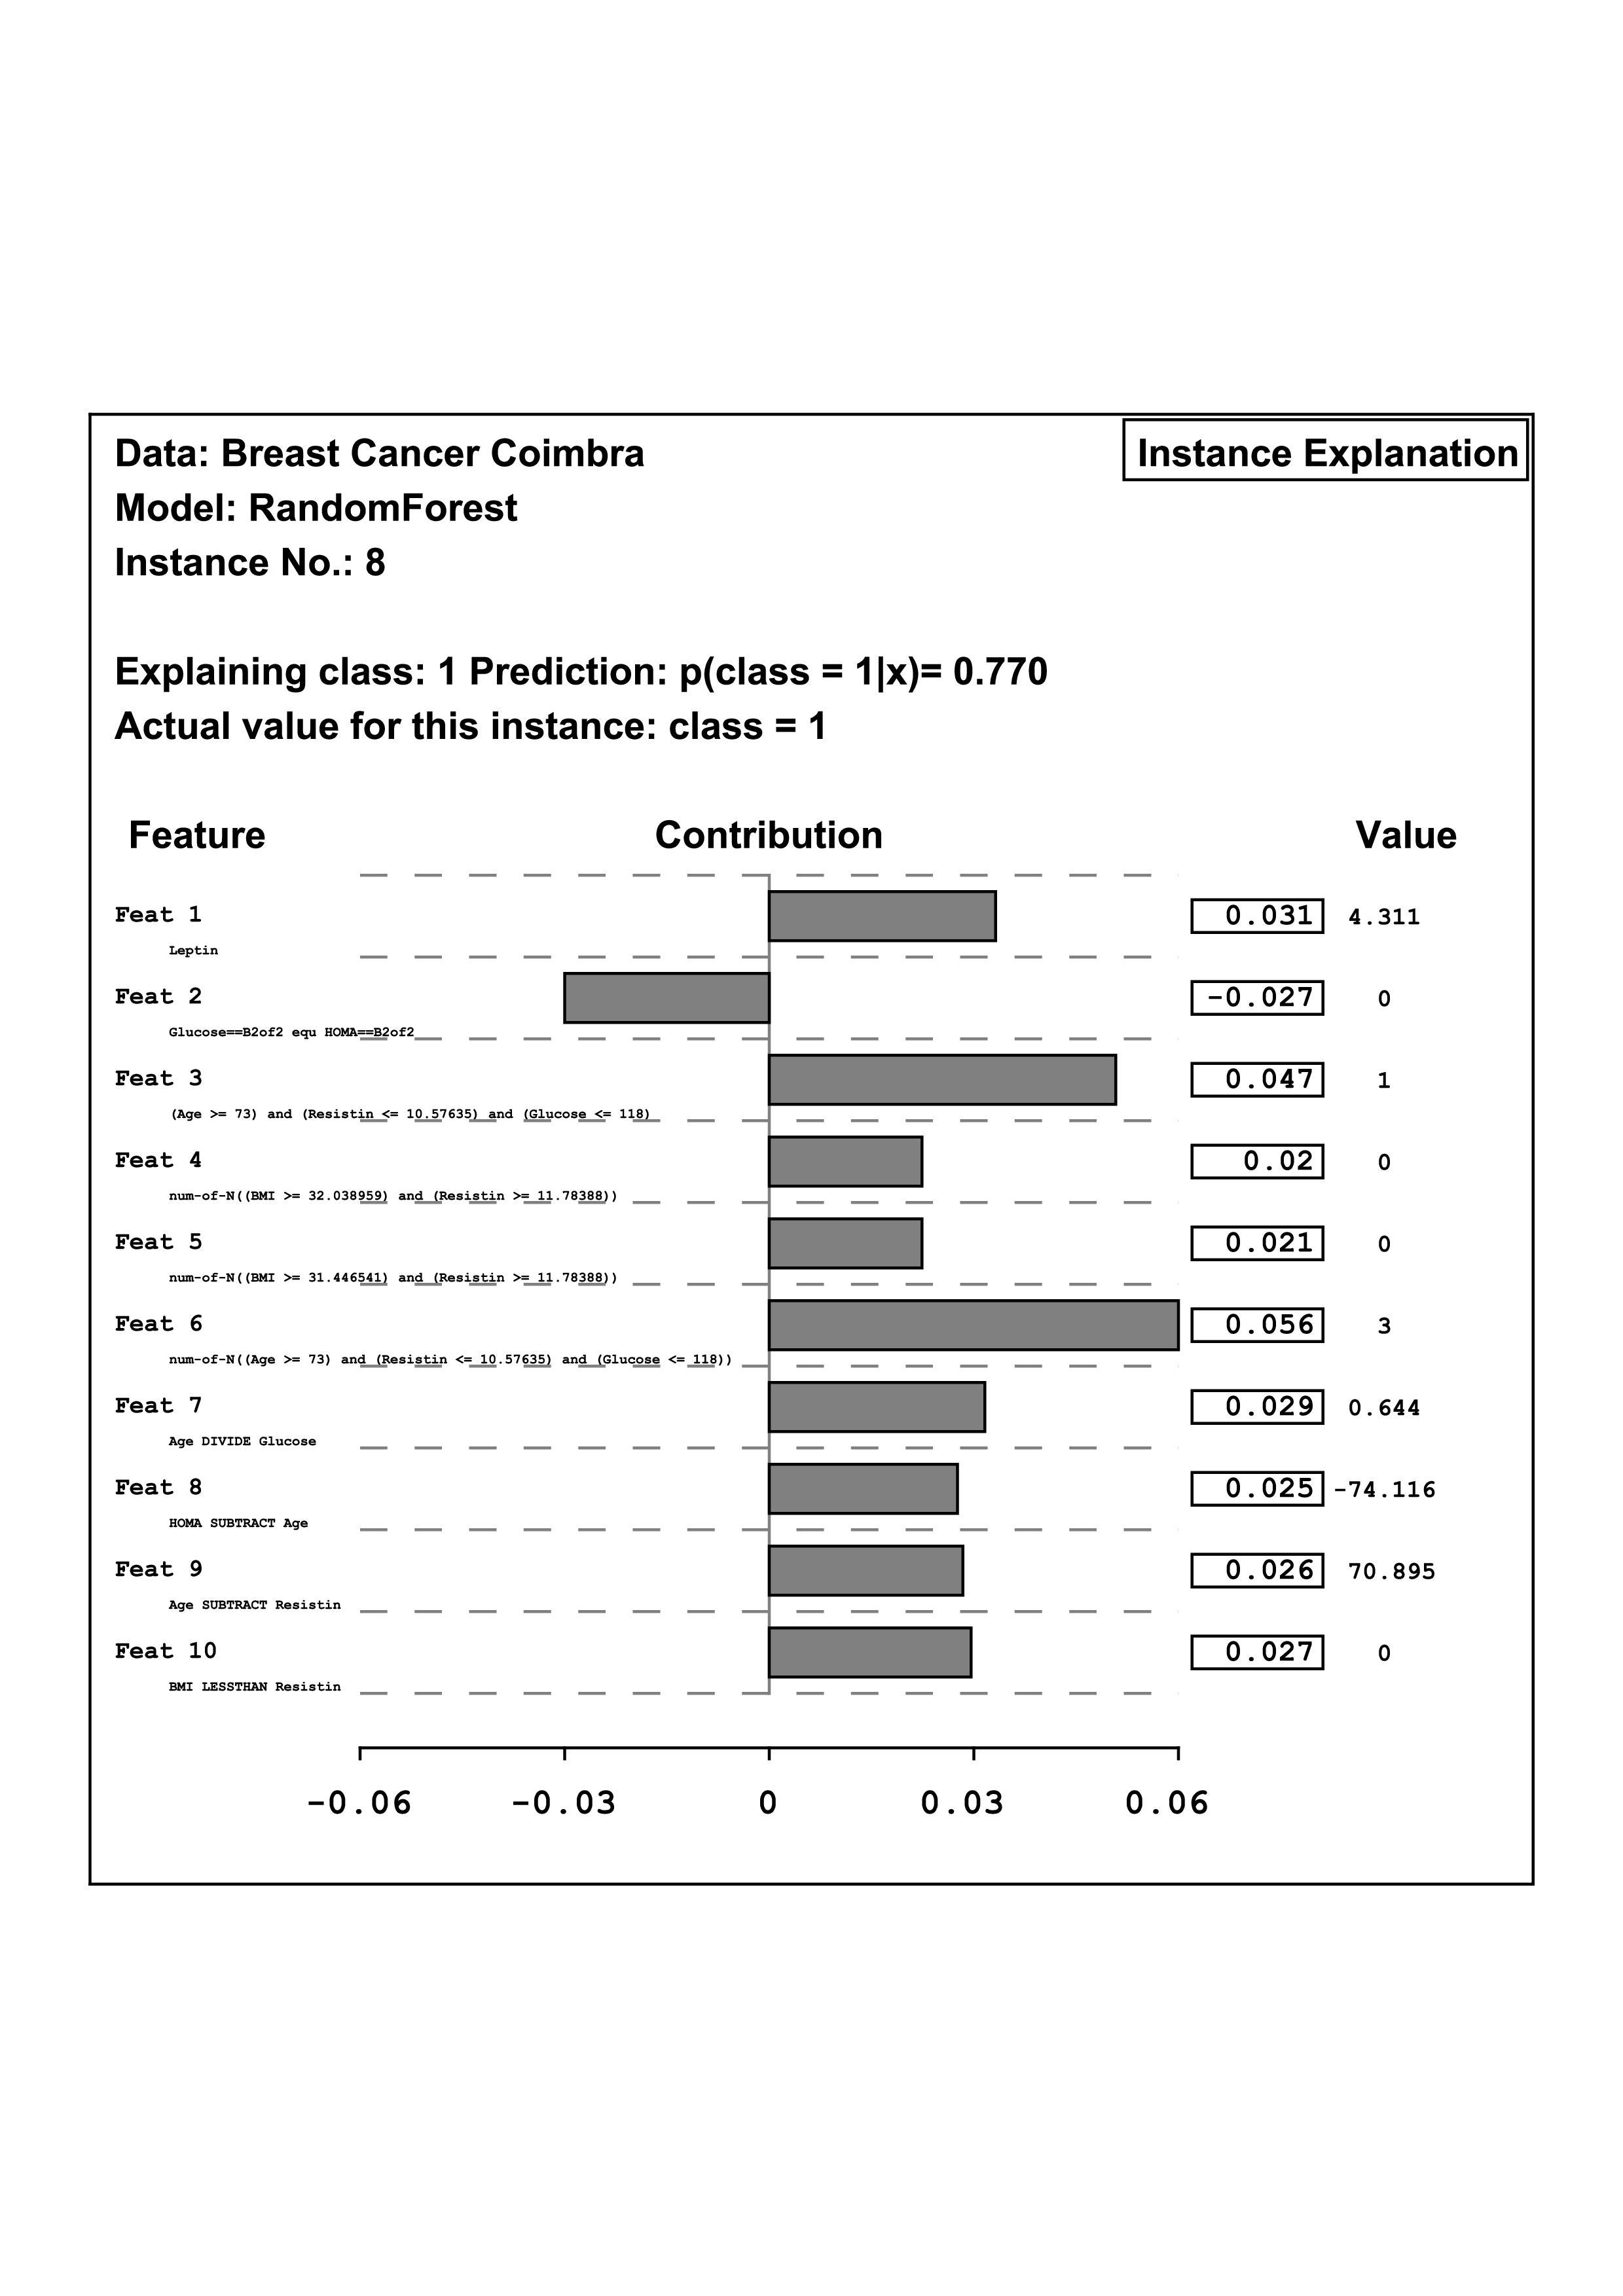 Data: Breast Cancer Coimbra
Instance Explanation
Model: RandomForest
Instance No.: 8
Explaining class: 1 Prediction: p(class = 1|x)= 0.770
Actual value for this instance: class = 1
Feature Contribution Value
Feat 1 0.031 4.311
Leptin
Feat 2 -0.027 0
Glucose==B2of2 equ HOMA==B2of2
Feat 3 0.047 1
(Age >= 73) and (Resistin <= 10.57635) and (Glucose <= 118)
Feat 4 0.02 0
num-of-N((BMI >= 32.038959) and (Resistin >= 11.78388))
Feat 5 0.021 0
num-of-N((BMI >= 31.446541) and (Resistin >= 11.78388))
Feat 6 0.056 3
num-of-N((Age >= 73) and (Resistin <= 10.57635) and (Glucose <= 118))
Feat 7 0.029 0.644
Age DIVIDE Glucose
Feat 8 0.025 -74.116
HOMA SUBTRACT Age
Feat 9 0.026 70.895
Age SUBTRACT Resistin
Feat 10 0.027 0
BMI LESSTHAN Resistin
-0.06 -0.03 0 0.03 0.06